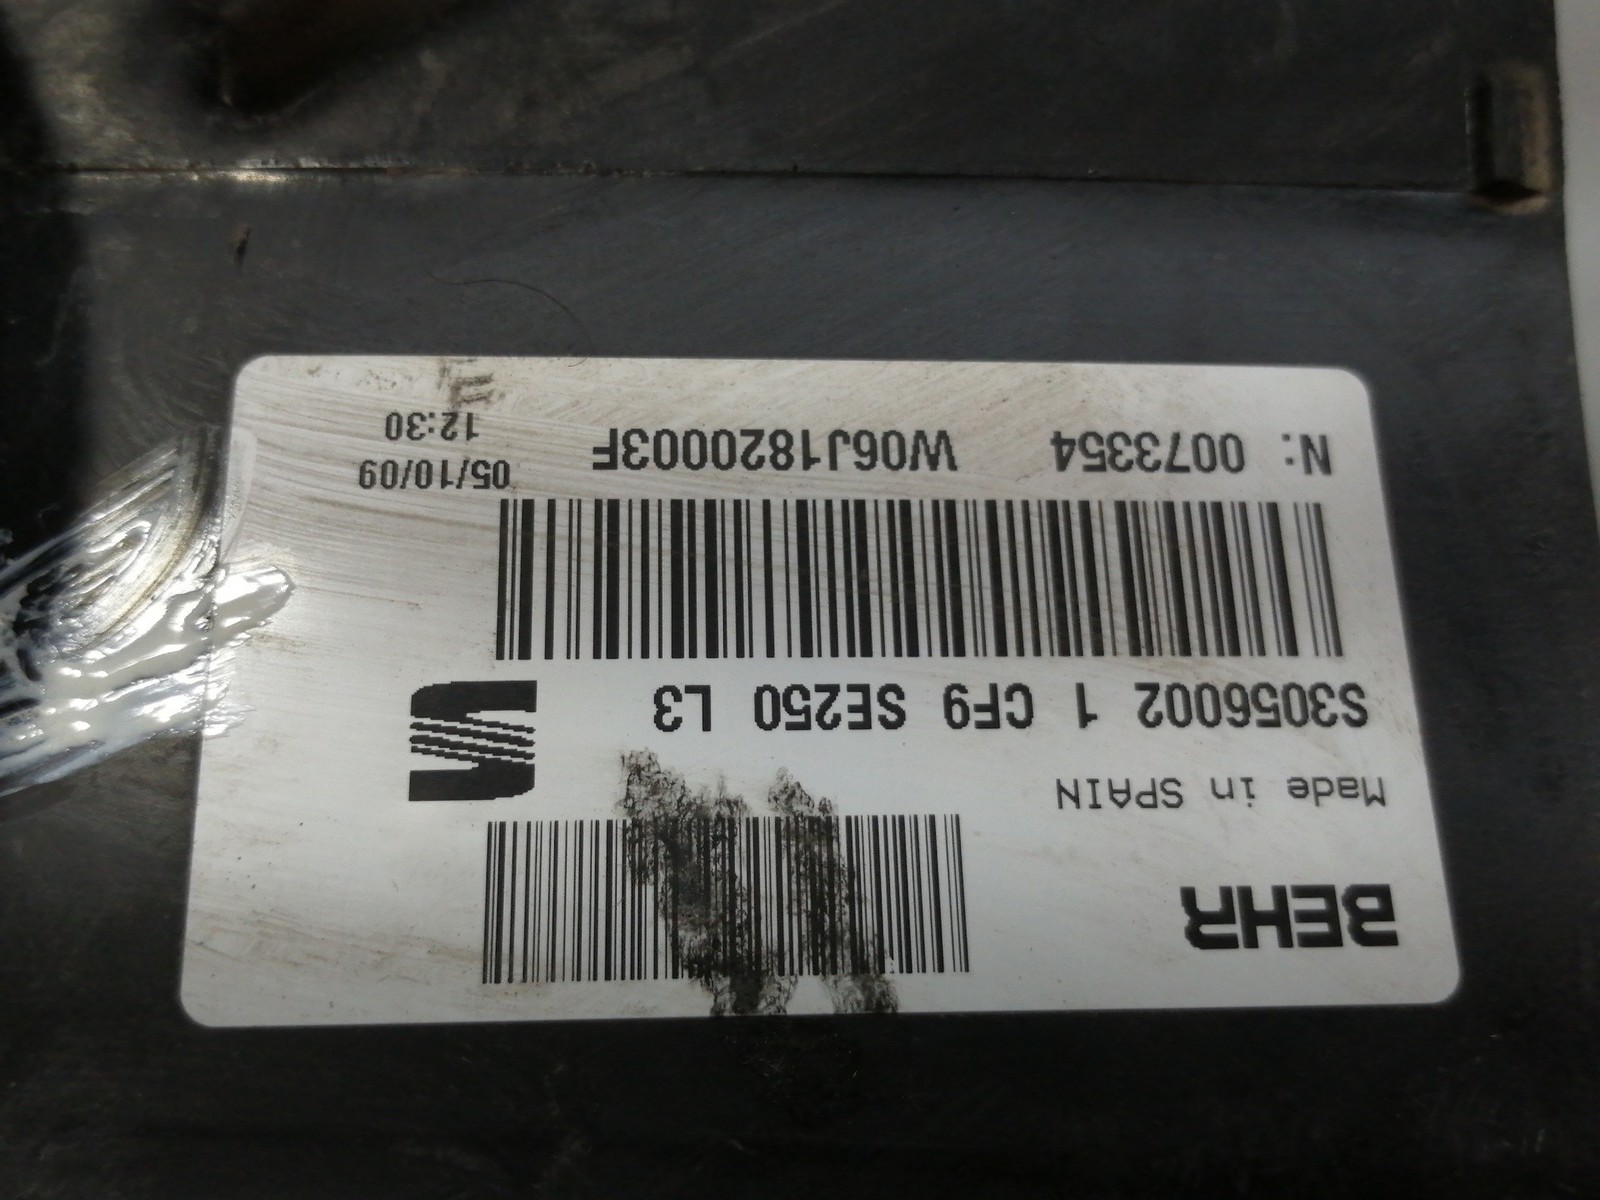 BEHR
Made in SPAIN
S3056002 1 CF9 SE250 L3
N: 0073354 W06J1820003F
05/10/09
12:30